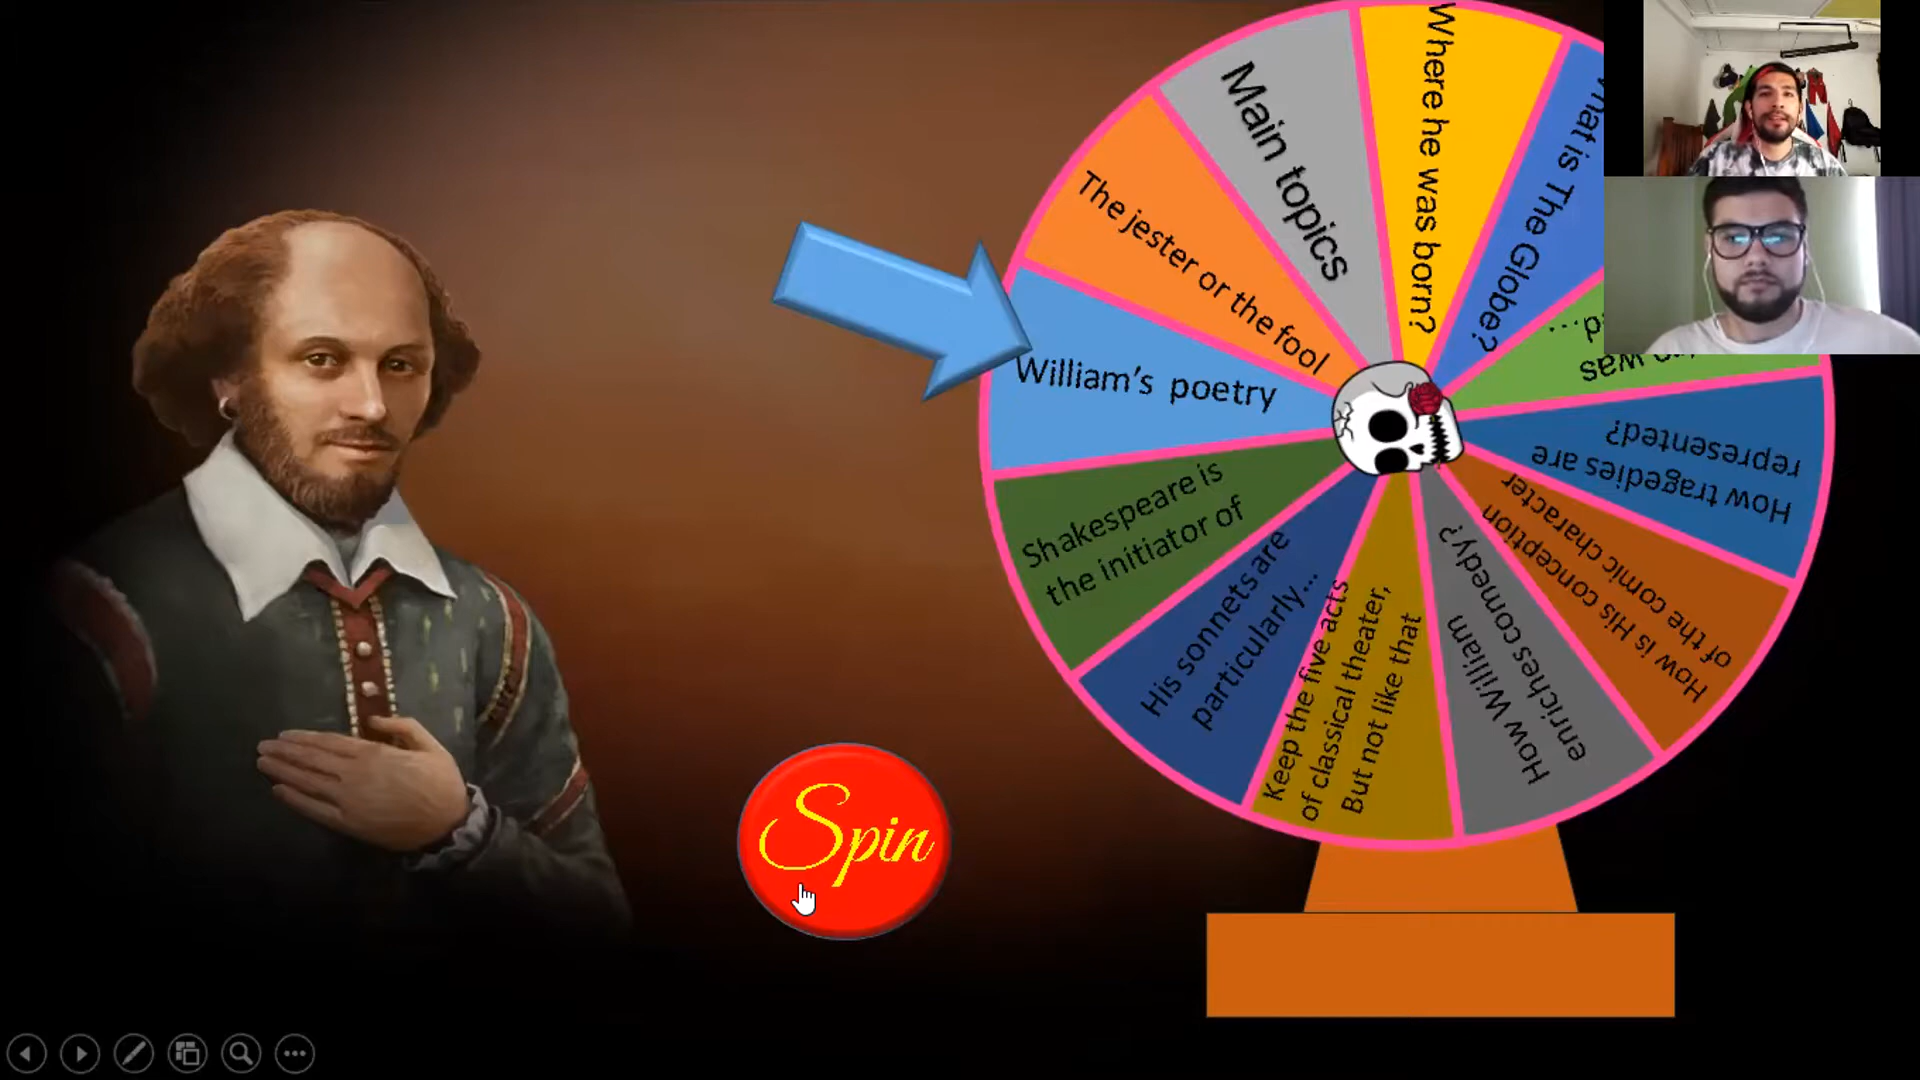 Main topics
Where he was born?
What is The Globe?
was
How tragedies are
represented?
How is His conception
of the comic character
How William
enriches comedy?
Keep the five acts
of classical theater,
But not like that
His sonnets are
particularly...
Shakespeare is
the initiator of
William's poetry
The jester or the fool
Spin